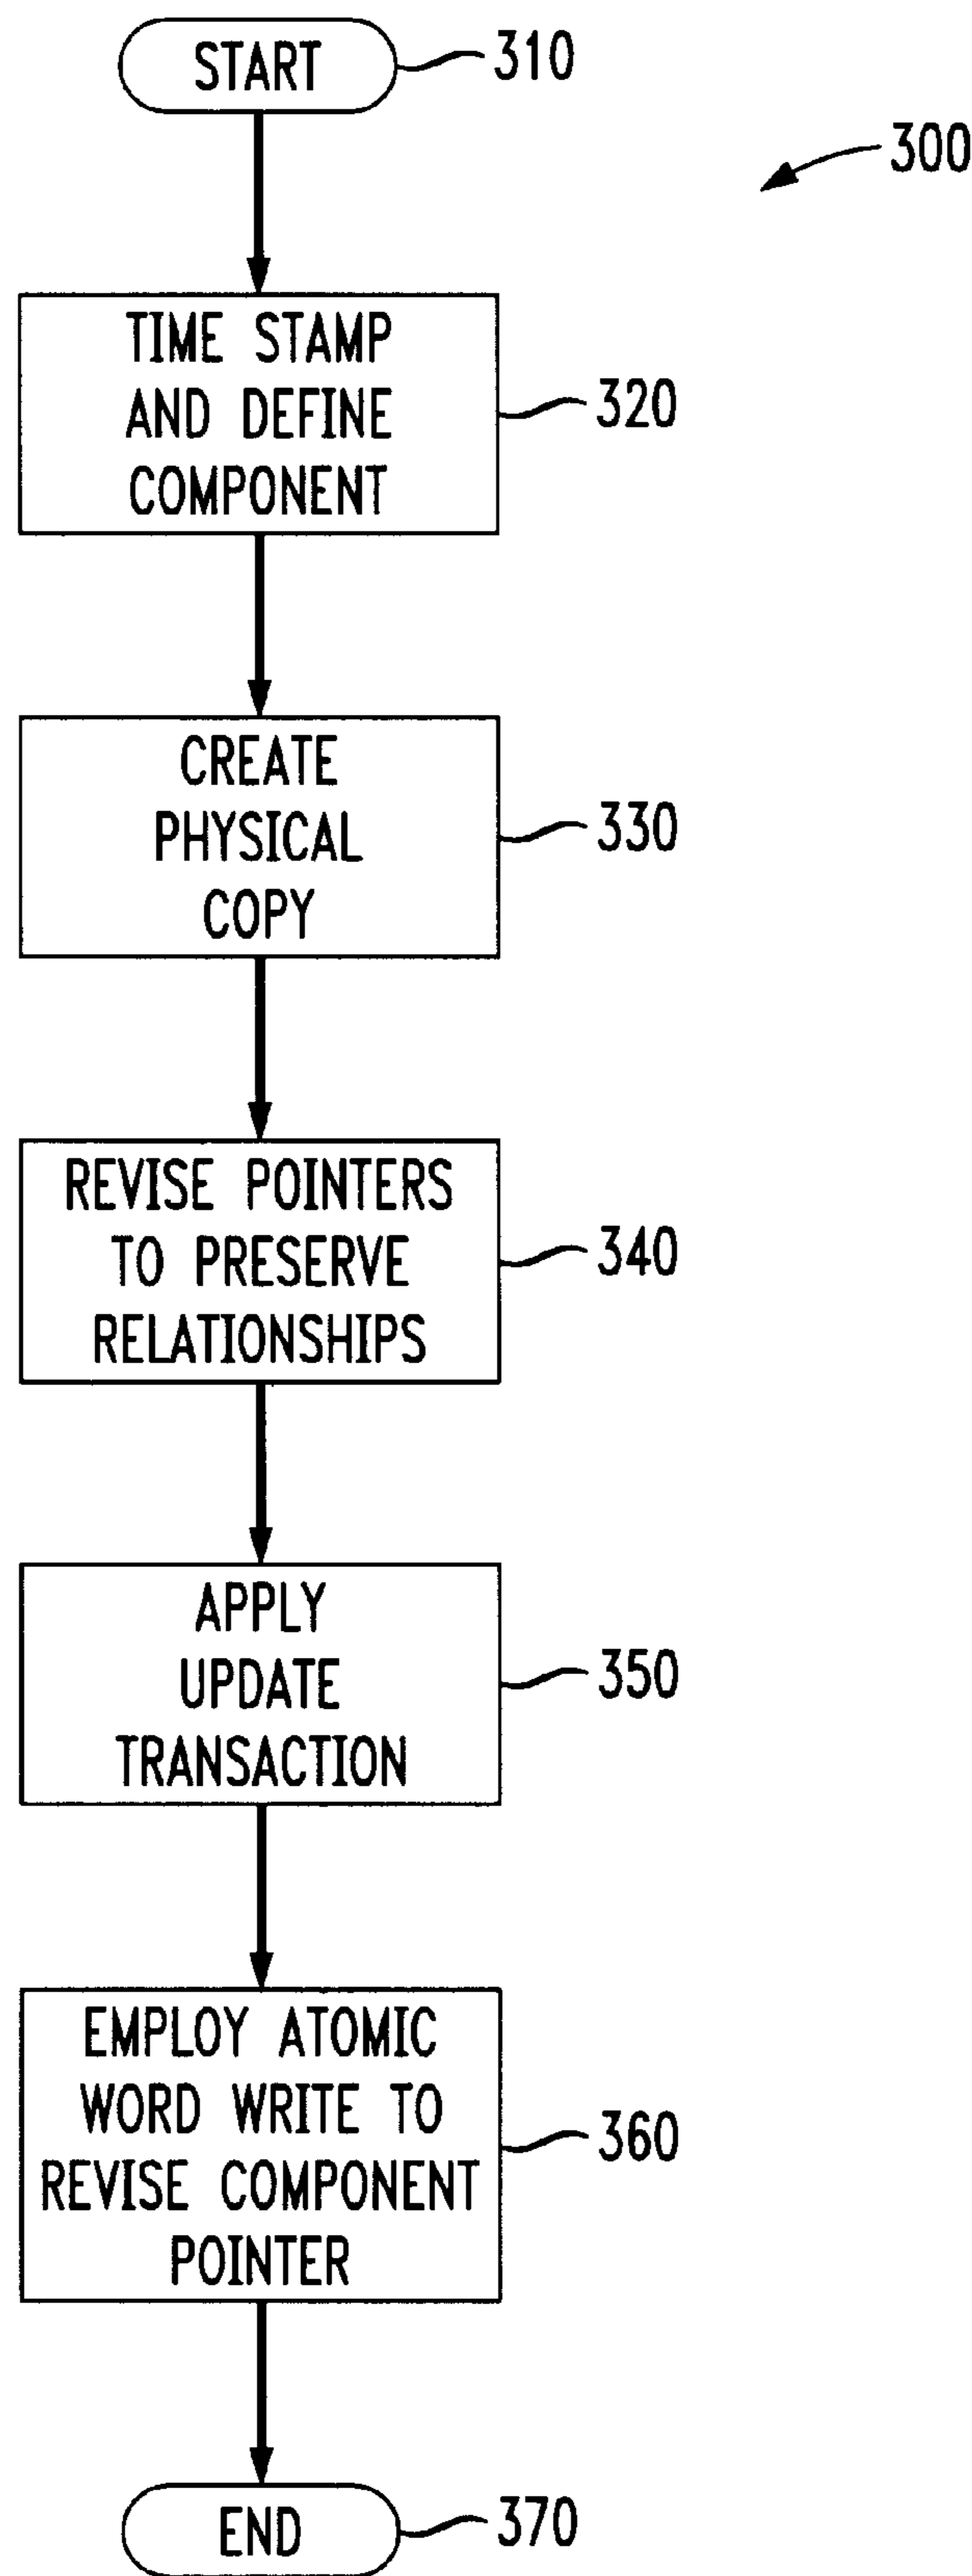 START
310
300
TIME STAMP
AND DEFINE
COMPONENT
320
CREATE
PHYSICAL
COPY
330
REVISE POINTERS
TO PRESERVE
RELATIONSHIPS
340
APPLY
UPDATE
TRANSACTION
350
EMPLOY ATOMIC
WORD WRITE TO
REVISE COMPONENT
POINTER
360
END
370